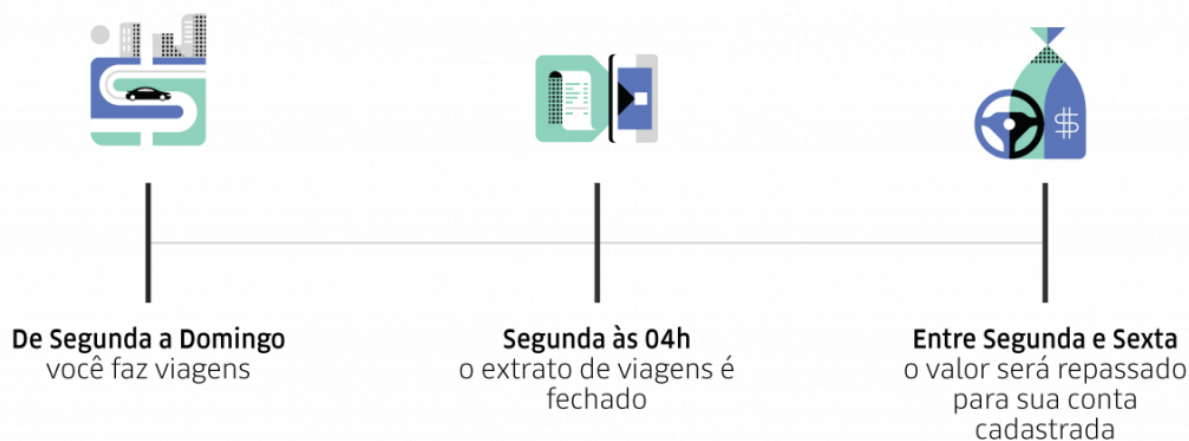 De Segunda a Domingo
você faz viagens
Segunda às 04h
o extrato de viagens é
fechado
Entre Segunda e Sexta
o valor será repassado
para sua conta
cadastrada
$